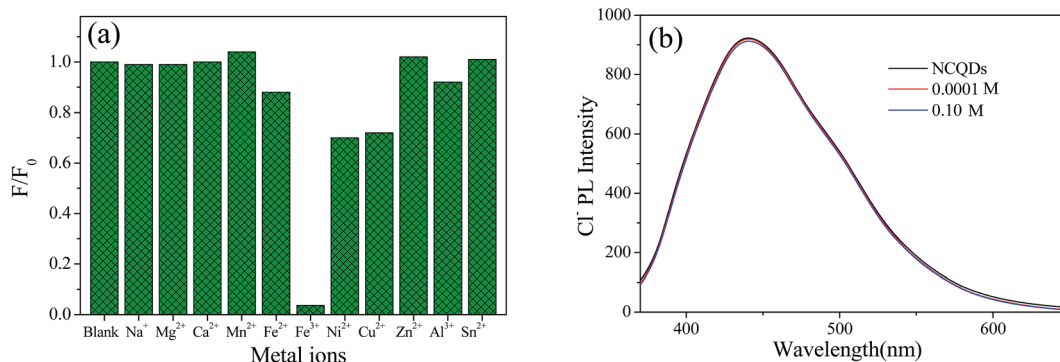 (a)
F/F₀
1.0
0.8
0.6
0.4
0.2
0.0
Blank Na⁺ Mg²⁺ Ca²⁺ Mn²⁺ Fe²⁺ Fe³⁺ Ni²⁺ Cu²⁺ Zn²⁺ Al³⁺ Sn²⁺
Metal ions
(b)
Cl⁻ PL Intensity
1000
800
600
400
200
0
NCQDs
0.0001 M
0.10 M
400 500 600
Wavelength(nm)